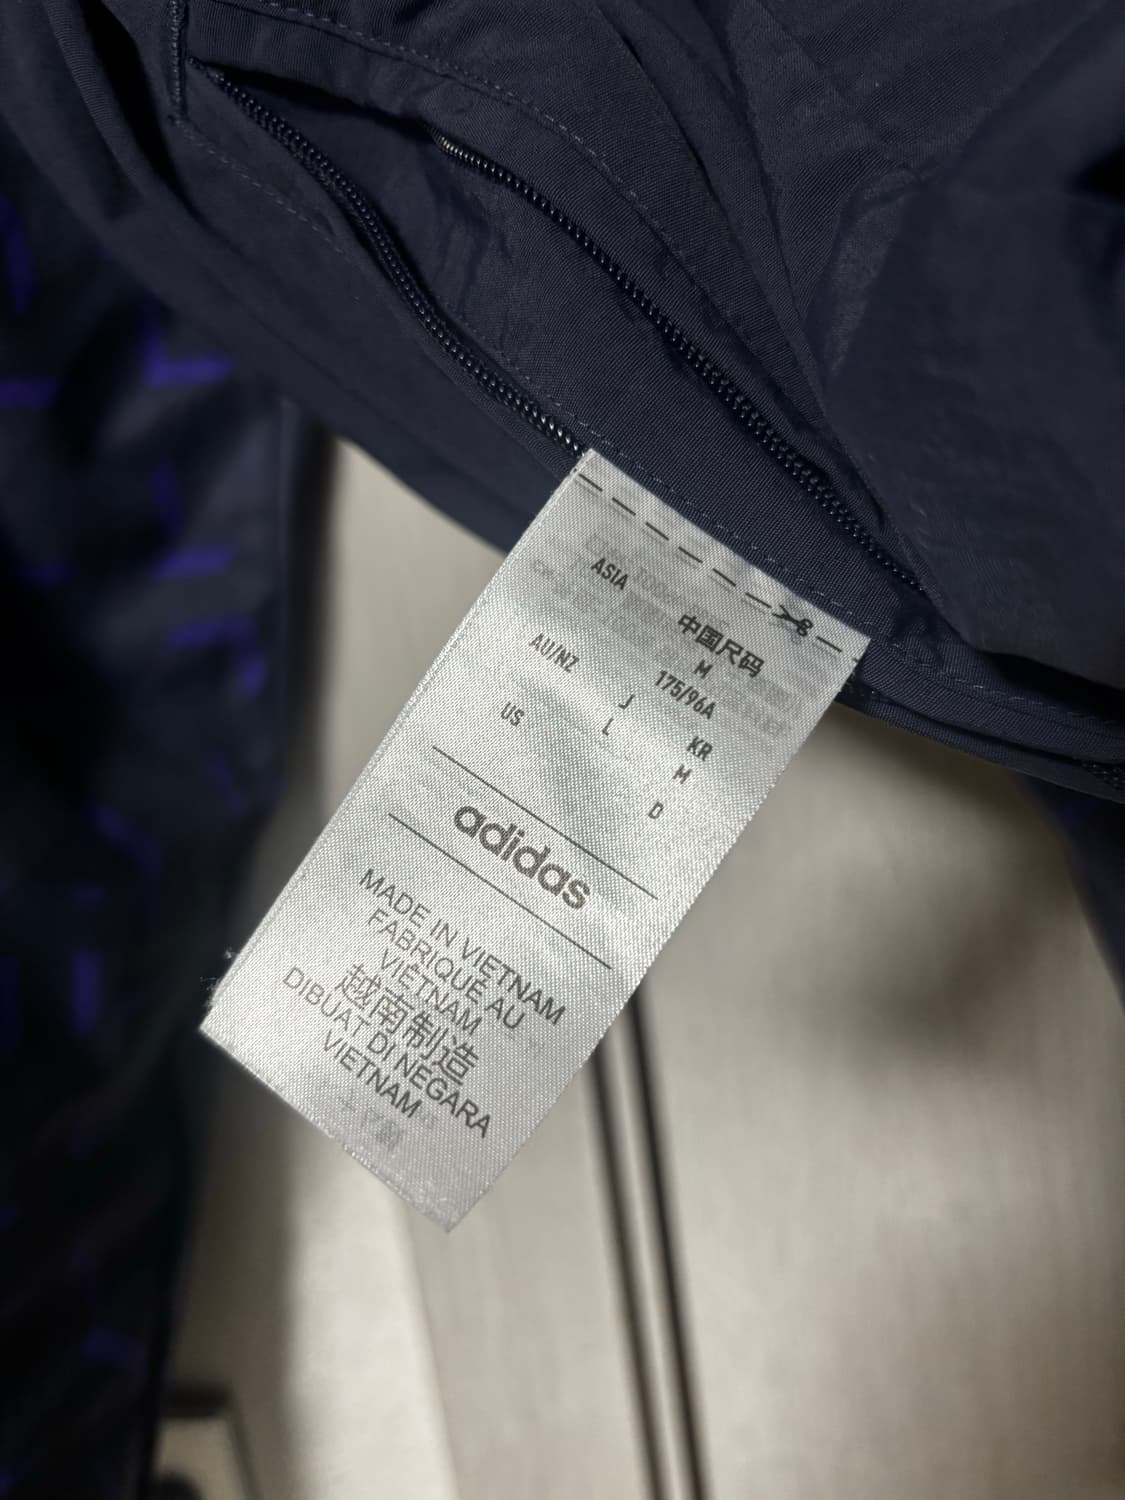 ASIA
中国尺码
M
175/96A
AU/NZ
J
L
KR
M
US
D
adidas
MADE IN VIETNAM
FABRIQUÉ AU
VIÊTNAM
越南制造
DIBUAT DI NEGARA
VIETNAM